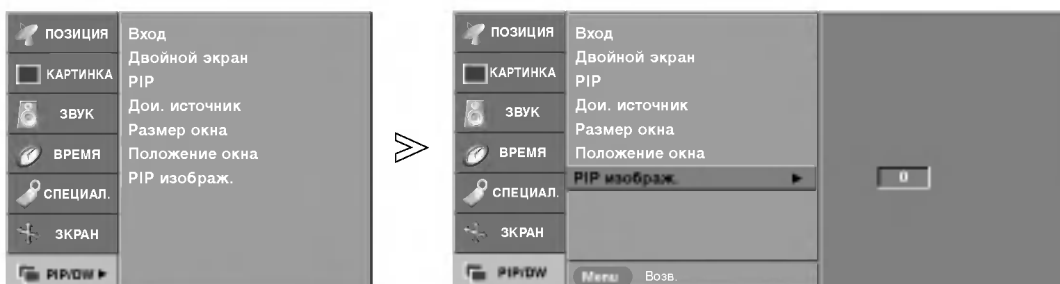 ПОЗИЦИЯ
КАРТИНКА
ЗВУК
ВРЕМЯ
СПЕЦИАЛ.
ЗКРАН
PIP/DW
Вход
Двойной экран
PIP
Дои. источник
Размер окна
Положение окна
PIP изображ.
ПОЗИЦИЯ
КАРТИНКА
ЗВУК
ВРЕМЯ
СПЕЦИАЛ.
ЗКРАН
PIP/DW
Вход
Двойной экран
PIP
Дои. источник
Размер окна
Положение окна
PIP изображ.
Menu Возв.
0